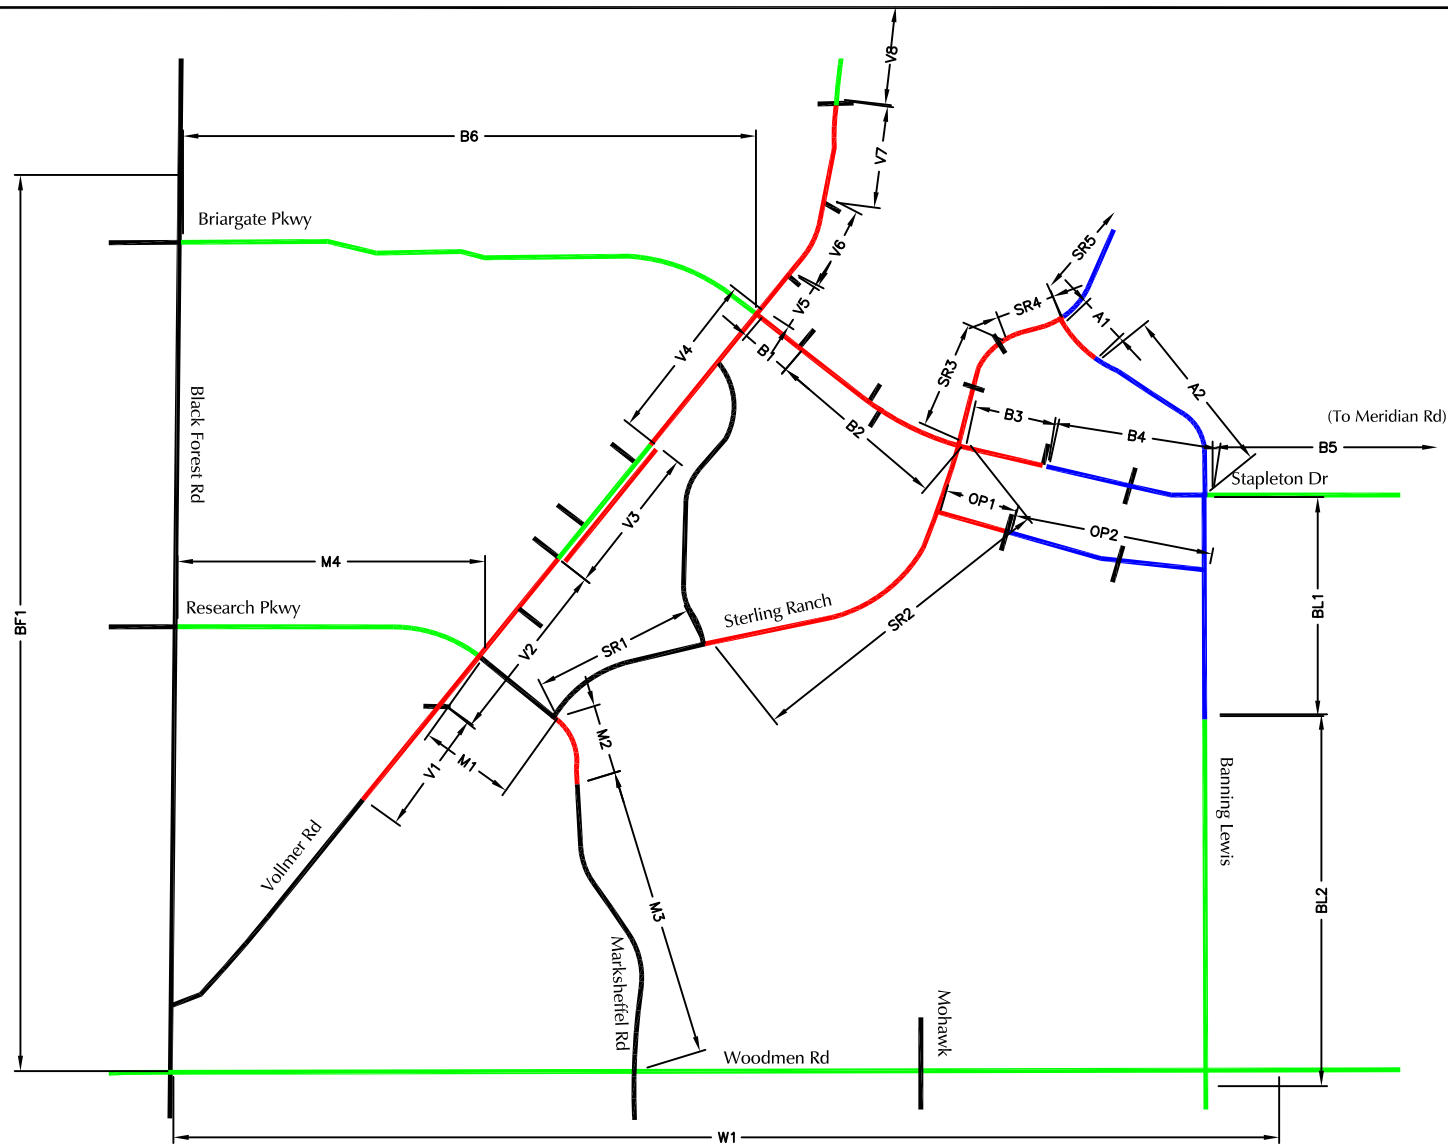 V8
B6
V7
Briargate Pkwy
V6
SR5
V5
SR4
A1
B1
V4
SR3
A2
Black Forest Rd
B2
B3
B4
(To Meridian Rd)
B5
Stapleton Dr
V3
OP1
OP2
M4
BF1
Research Pkwy
Sterling Ranch
BL1
SR1
V2
SR2
M2
M1
V1
Banning Lewis
Vollmer Rd
M3
BL2
Marksheffel Rd
Mohawk
Woodmen Rd
W1